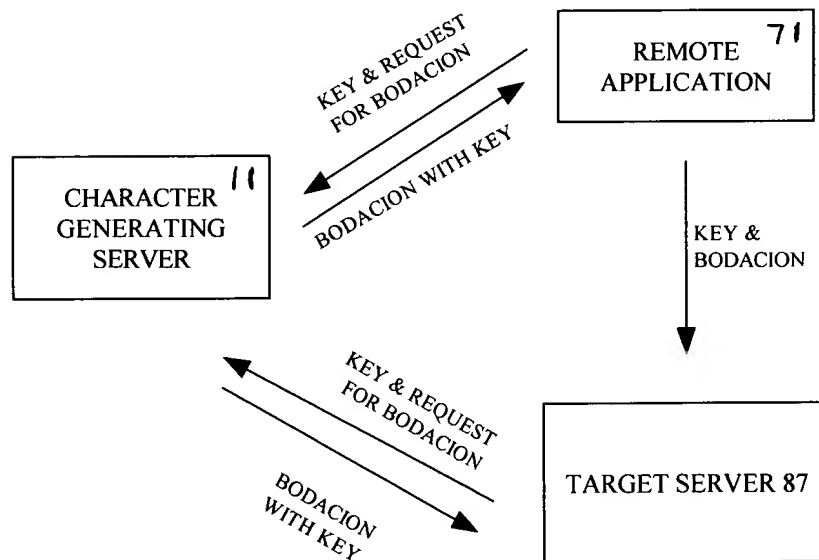 71
REMOTE
APPLICATION
KEY & REQUEST
FOR BODACION
BODACION WITH KEY
11
CHARACTER
GENERATING
SERVER
KEY &
BODACION
KEY & REQUEST
FOR BODACION
BODACION
WITH KEY
TARGET SERVER 87